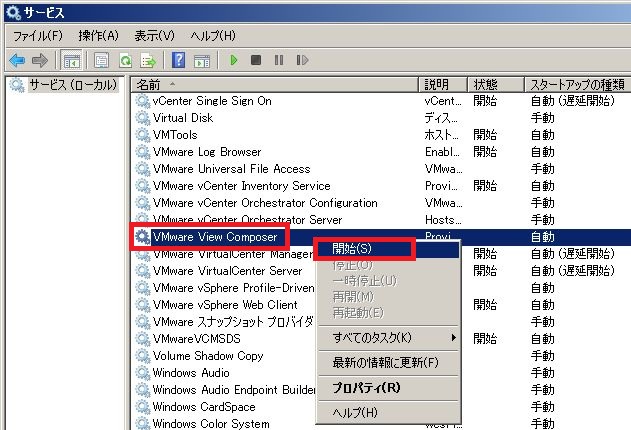 サービス
ファイル(F) 操作(A) 表示(V) ヘルプ(H)
サービス (ローカル)
名前 説明 状態 スタートアップの種類
vCenter Single Sign On vCent... 開始 自動 (遅延開始)
Virtual Disk ディス... 手動
VMTools ホスト... 開始 自動
VMware Log Browser Enabl... 開始 自動 (遅延開始)
VMware Universal File Access VMwa... 手動
VMware vCenter Inventory Service Provi... 開始 自動
VMware vCenter Orchestrator Configuration VMwa... 手動
VMware vCenter Orchestrator Server Hosts... 手動
VMware View Composer Provi... 自動
VMware VirtualCenter Manager 開始 自動 (遅延開始)
VMware VirtualCenter Server 開始 自動 (遅延開始)
VMware vSphere Profile-Driven 自動
VMware vSphere Web Client 開始 自動
VMware スナップショット プロバイダ 手動
VMwareVCMSDS 開始 自動
Volume Shadow Copy 手動
Windows Audio 手動
Windows Audio Endpoint Builder 手動
Windows CardSpace 手動
Windows Color System 手動
開始(S)
停止(O)
一時停止(U)
再開(M)
再起動(E)
すべてのタスク(K)
最新の情報に更新(F)
プロパティ(R)
ヘルプ(H)